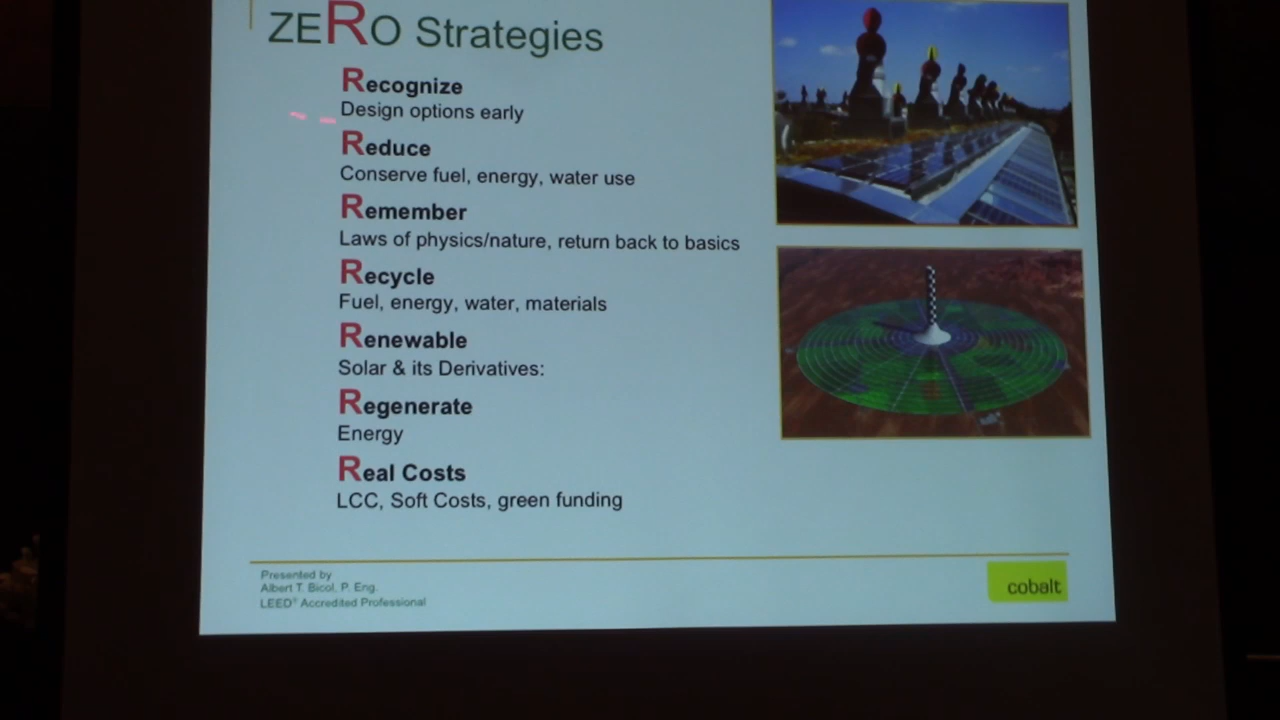 ZERO Strategies
Recognize
Design options early
Reduce
Conserve fuel, energy, water use
Remember
Laws of physics/nature, return back to basics
Recycle
Fuel, energy, water, materials
Renewable
Solar & its Derivatives:
Regenerate
Energy
Real Costs
LCC, Soft Costs, green funding
Presented by
Albert T. Bicol, P. Eng.
LEED® Accredited Professional
cobalt